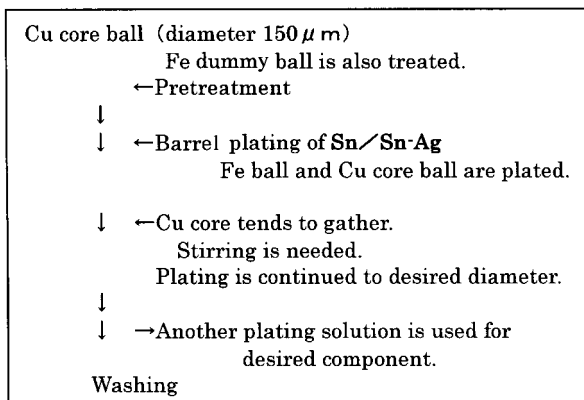 Cu core ball (diameter 150μm)
Fe dummy ball is also treated.
←Pretreatment
↓
↓ ←Barrel plating of Sn／Sn-Ag
Fe ball and Cu core ball are plated.
↓ ←Cu core tends to gather.
Stirring is needed.
Plating is continued to desired diameter.
↓
↓ →Another plating solution is used for
desired component.
Washing